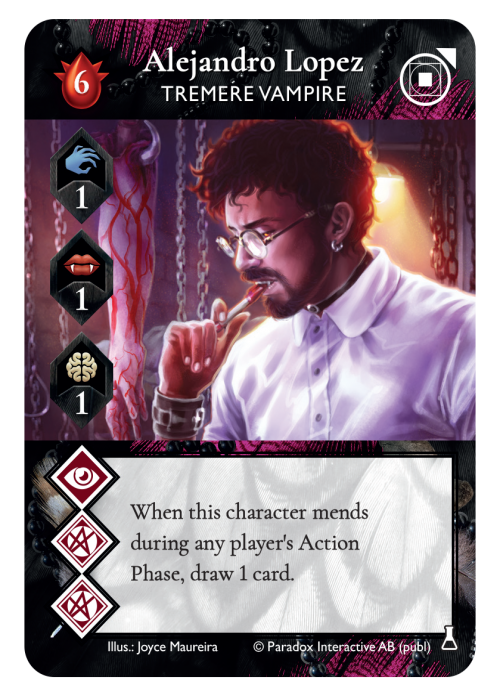 Alejandro Lopez
6
TREMERE VAMPIRE
1
1
1
When this character mends
during any player's Action
Phase, draw 1 card.
Illus.: Joyce Maureira © Paradox Interactive AB (publ)